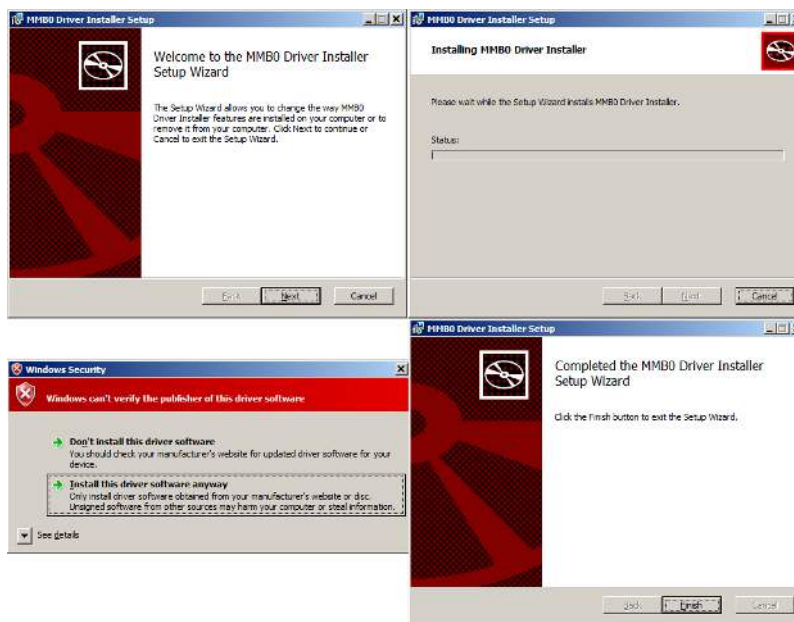 MMB0 Driver Installer Setup
Welcome to the MMB0 Driver Installer
Setup Wizard
The Setup Wizard allows you to change the way MMB0
Driver Installer features are installed on your computer or to
remove it from your computer. Click Next to continue or
Cancel to exit the Setup Wizard.
Back Next Cancel
MMB0 Driver Installer Setup
Installing MMB0 Driver Installer
Please wait while the Setup Wizard installs MMB0 Driver Installer.
Status:
Back Next Cancel
Windows Security
Windows can't verify the publisher of this driver software
Don't install this driver software
You should check your manufacturer's website for updated driver software for your
device.
Install this driver software anyway
Only install driver software obtained from your manufacturer's website or disc.
Unsigned software from other sources may harm your computer or steal information.
See details
MMB0 Driver Installer Setup
Completed the MMB0 Driver Installer
Setup Wizard
Click the Finish button to exit the Setup Wizard.
Back Finish Cancel